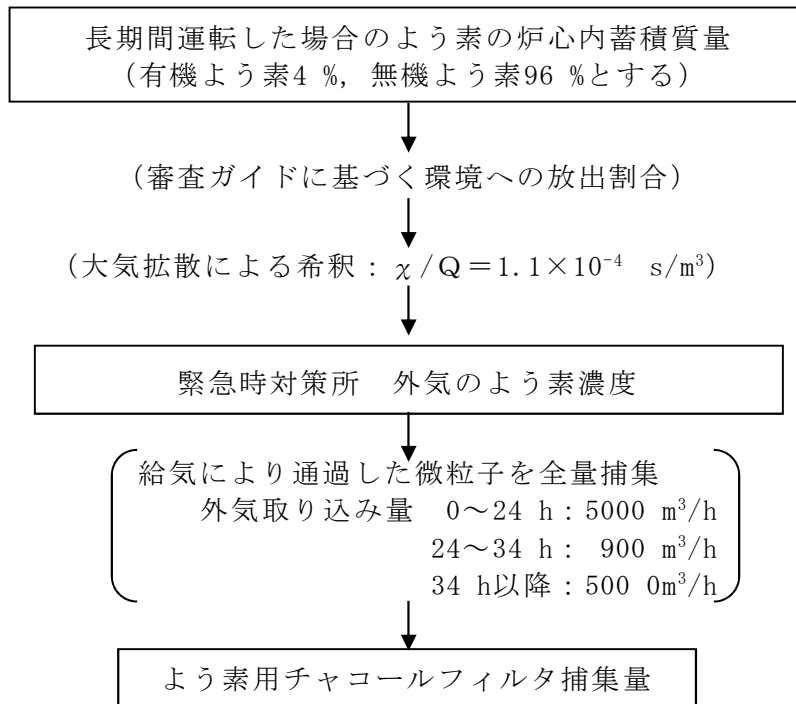 長期間運転した場合のよう素の炉心内蓄積質量
（有機よう素4 %, 無機よう素96 %とする）
（審査ガイドに基づく環境への放出割合）
（大気拡散による希釈：χ/Q＝1.1×10⁻⁴ s/m³）
緊急時対策所　外気のよう素濃度
給気により通過した微粒子を全量捕集
外気取り込み量　0～24 h：5000 m³/h
24～34 h： 900 m³/h
34 h以降：500 0m³/h
よう素用チャコールフィルタ捕集量